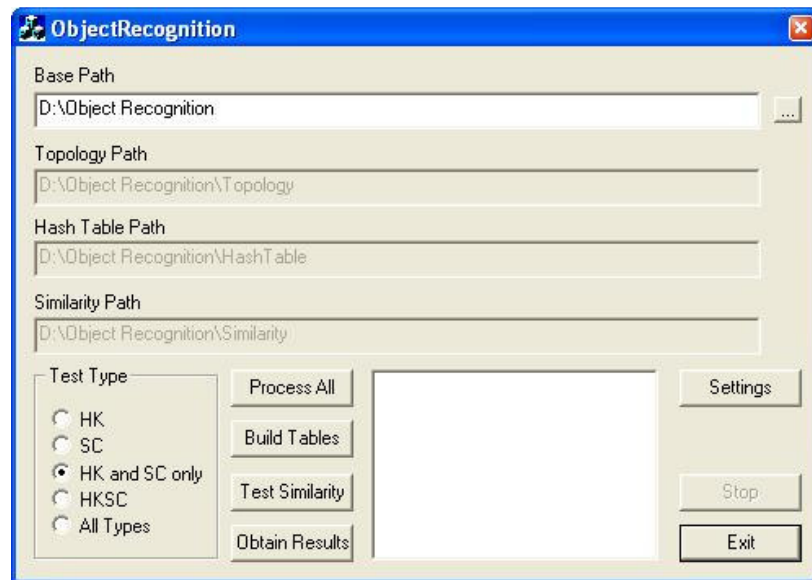 ObjectRecognition
Base Path
D:\Object Recognition
...
Topology Path
D:\Object Recognition\Topology
Hash Table Path
D:\Object Recognition\HashTable
Similarity Path
D:\Object Recognition\Similarity
Test Type
HK
SC
HK and SC only
HKSC
All Types
Process All
Build Tables
Test Similarity
Obtain Results
Settings
Stop
Exit